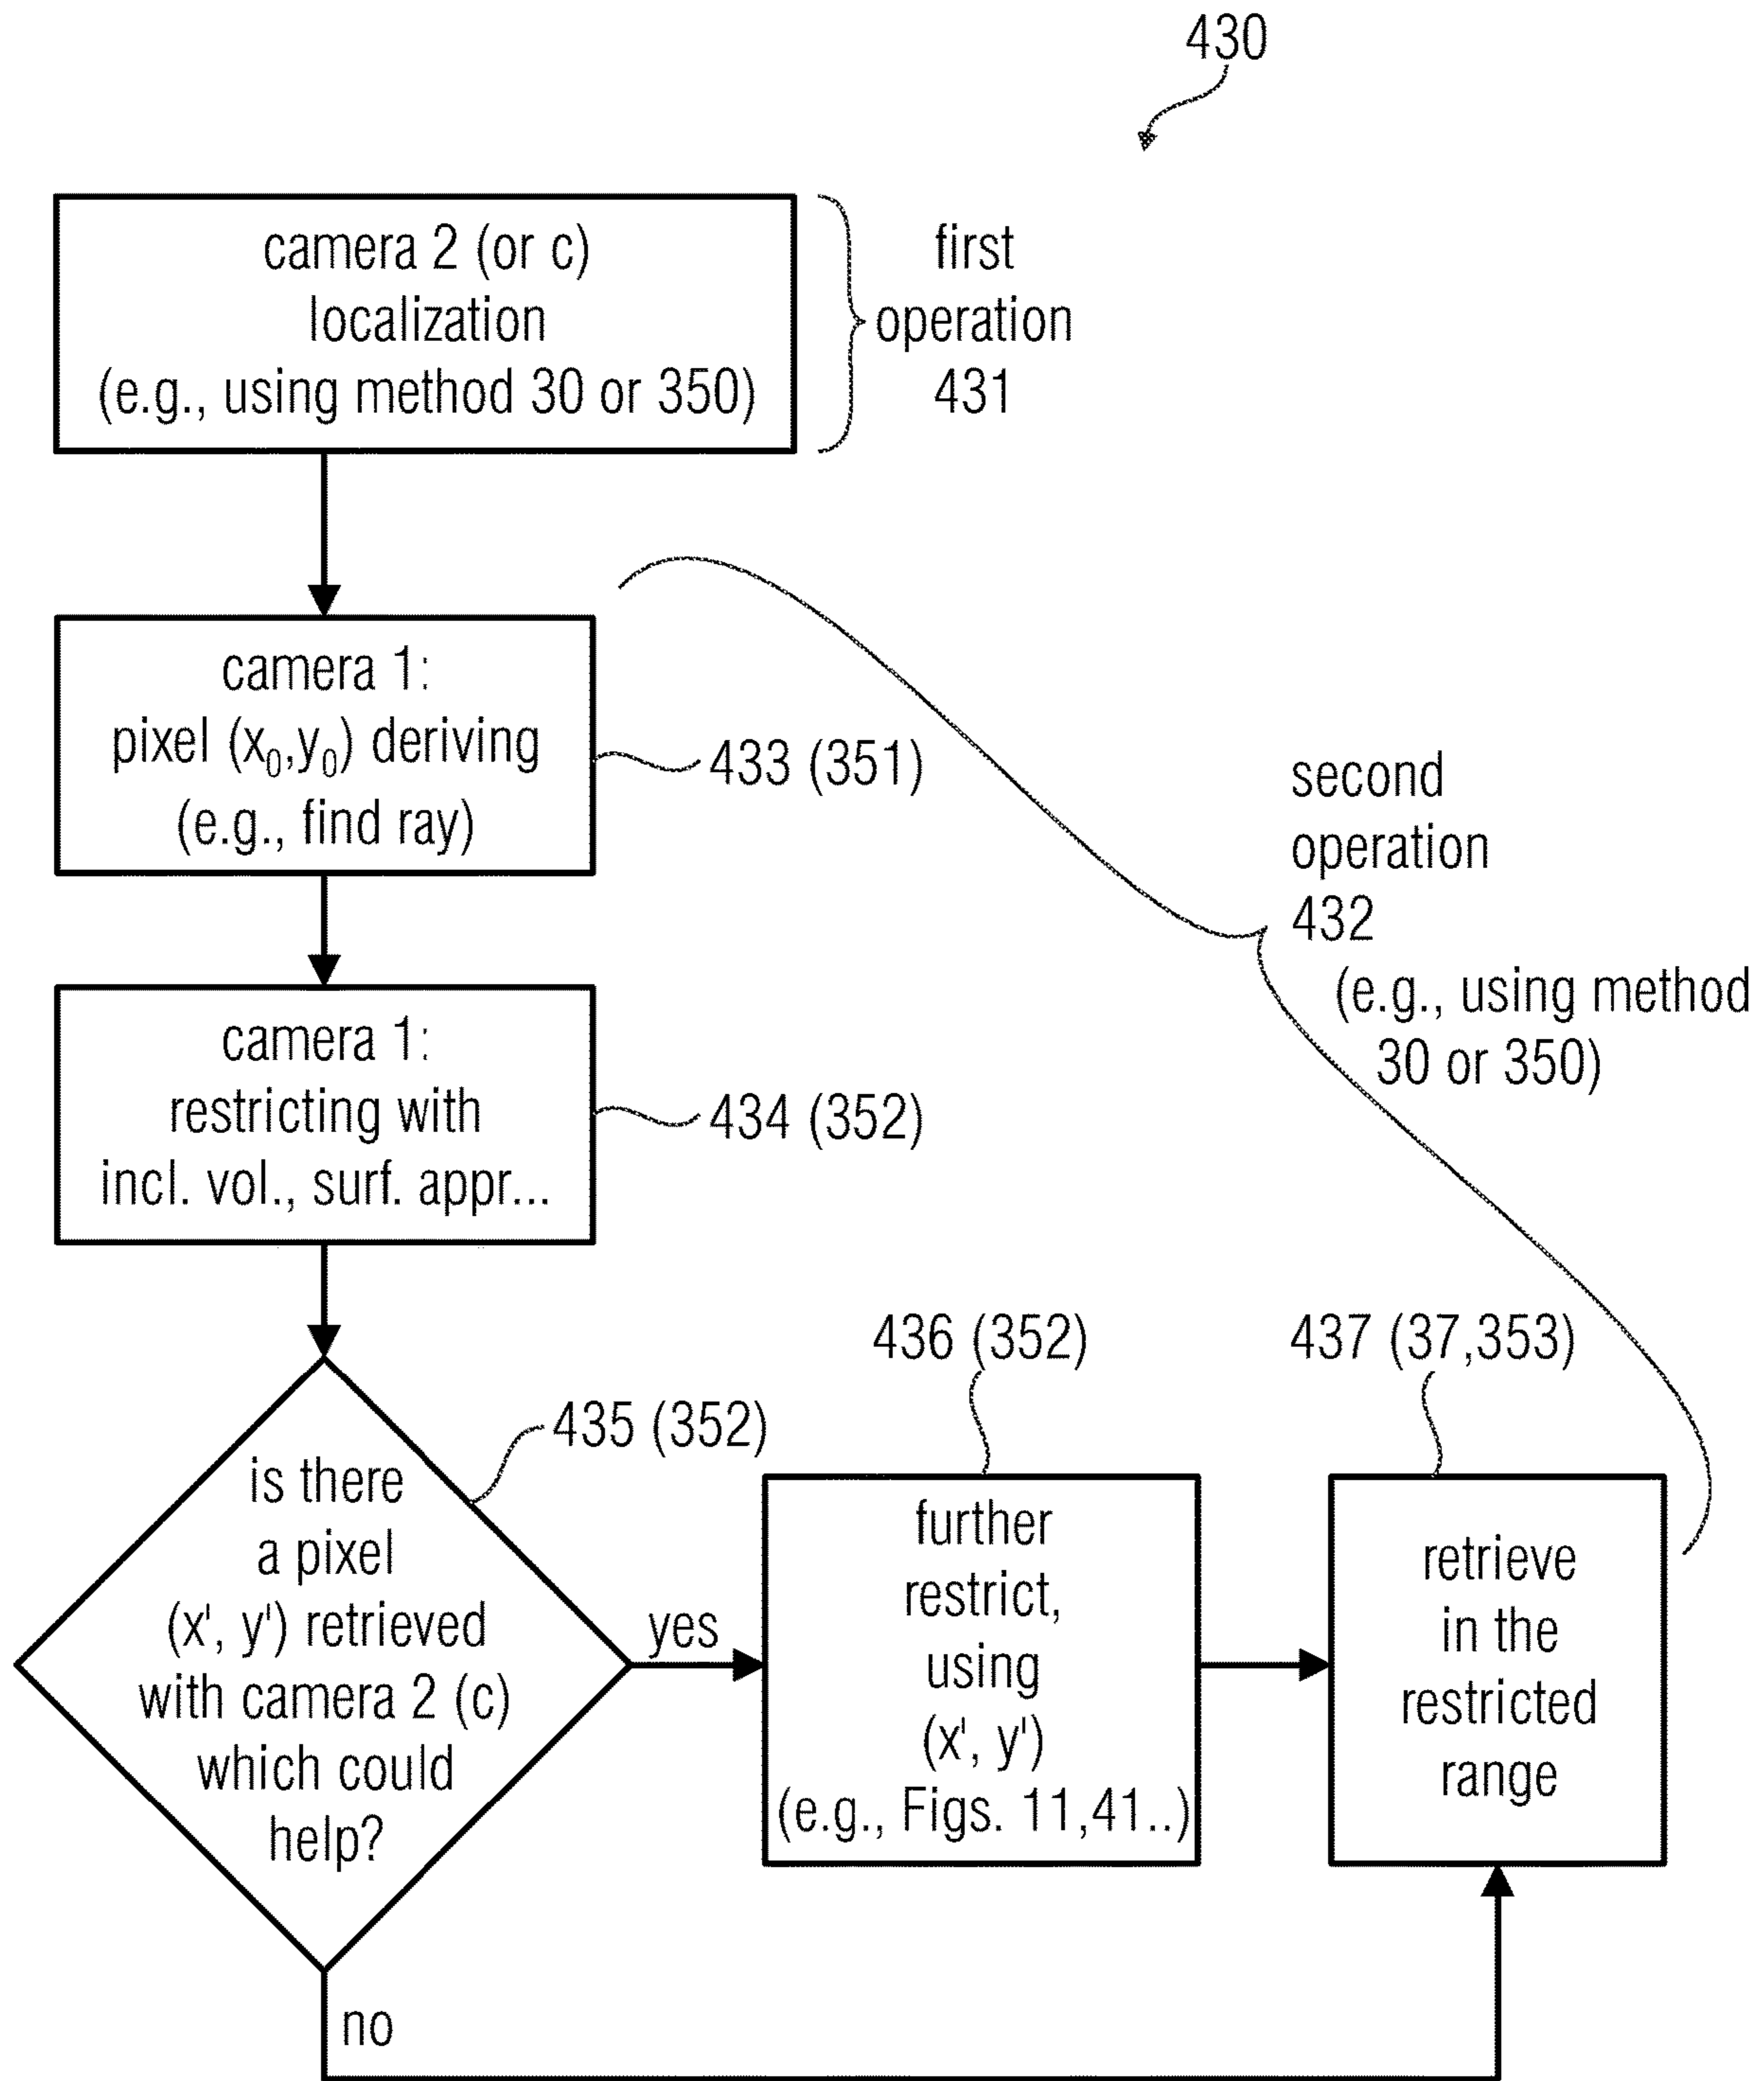 430
camera 2 (or c)
localization
(e.g., using method 30 or 350)
first
operation
431
camera 1:
pixel (x₀,y₀) deriving
(e.g., find ray)
433 (351)
second
operation
432
(e.g., using method
30 or 350)
camera 1:
restricting with
incl. vol., surf. appr...
434 (352)
is there
a pixel
(x', y') retrieved
with camera 2 (c)
which could
help?
435 (352)
yes
no
436 (352)
further
restrict,
using
(x', y')
(e.g., Figs. 11,41..)
437 (37,353)
retrieve
in the
restricted
range